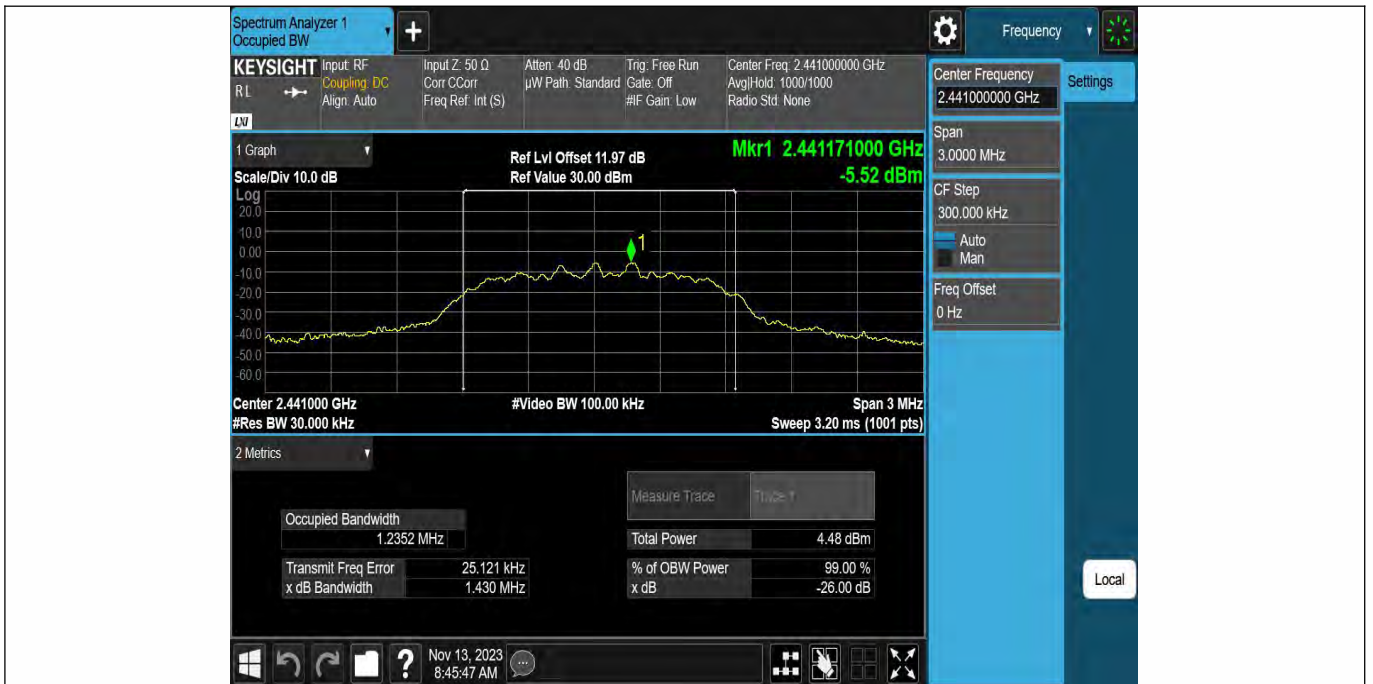 Spectrum Analyzer 1
Occupied BW
+
Frequency
KEYSIGHT
RL
LXI
Input: RF
Coupling: DC
Align: Auto
Input Z: 50 Ω
Corr CCorr
Freq Ref: Int (S)
Atten: 40 dB
µW Path: Standard
Trig: Free Run
Gate: Off
#IF Gain: Low
Center Freq: 2.441000000 GHz
Avg|Hold: 1000/1000
Radio Std: None
Center Frequency
2.441000000 GHz
Settings
Span
3.0000 MHz
CF Step
300.000 kHz
Auto
Man
Freq Offset
0 Hz
Local
1 Graph
Scale/Div 10.0 dB
Ref Lvl Offset 11.97 dB
Ref Value 30.00 dBm
Mkr1 2.441171000 GHz
-5.52 dBm
Log
20.0
10.0
0.00
-10.0
-20.0
-30.0
-40.0
-50.0
-60.0
1
Center 2.441000 GHz
#Res BW 30.000 kHz
#Video BW 100.00 kHz
Span 3 MHz
Sweep 3.20 ms (1001 pts)
2 Metrics
Measure Trace
Trace 1
Occupied Bandwidth
1.2352 MHz
Total Power 4.48 dBm
Transmit Freq Error 25.121 kHz
% of OBW Power 99.00 %
x dB Bandwidth 1.430 MHz
x dB -26.00 dB
?
Nov 13, 2023
8:45:47 AM